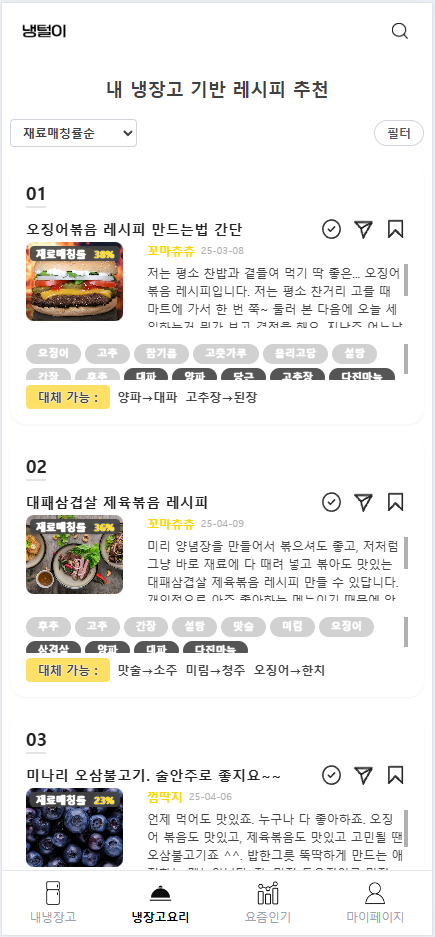 냉털이
내 냉장고 기반 레시피 추천
재료매칭률순
필터
01
오징어볶음 레시피 만드는법 간단
재료매칭률 38%
꼬마츄츄 25-03-08
저는 평소 찬밥과 곁들여 먹기 딱 좋은... 오징어
볶음 레시피입니다. 저는 평소 찬거리 고를 때
마트에 가서 한 번 쭉~ 둘러 본 다음에 오늘 세
오징어 고추 참기름 고춧가루 올리고당 설탕
간장 후추 대파 양파 당근 고추장 다진마늘
대체 가능 : 양파→대파 고추장→된장
02
대패삼겹살 제육볶음 레시피
재료매칭률 36%
꼬마츄츄 25-04-09
미리 양념장을 만들어서 볶으셔도 좋고, 저처럼
그냥 바로 재료에 다 때려 넣고 볶아도 맛있는
대패삼겹살 제육볶음 레시피 만들 수 있답니다.
개인적으로 아주 좋아하는 메뉴이기 때문에 약
후추 고추 간장 설탕 맛술 미림 오징어
삼겹살 양파 대파 다진마늘
대체 가능 : 맛술→소주 미림→청주 오징어→한치
03
미나리 오삼불고기. 술안주로 좋지요~~
재료매칭률 23%
껌딱지 25-04-06
언제 먹어도 맛있죠. 누구나 다 좋아하죠. 오징
어 볶음도 맛있고, 제육볶음도 맛있고 고민될 땐
오삼불고기죠 ^^. 밥한그릇 뚝딱하게 만드는 애
내냉장고 냉장고요리 요즘인기 마이페이지